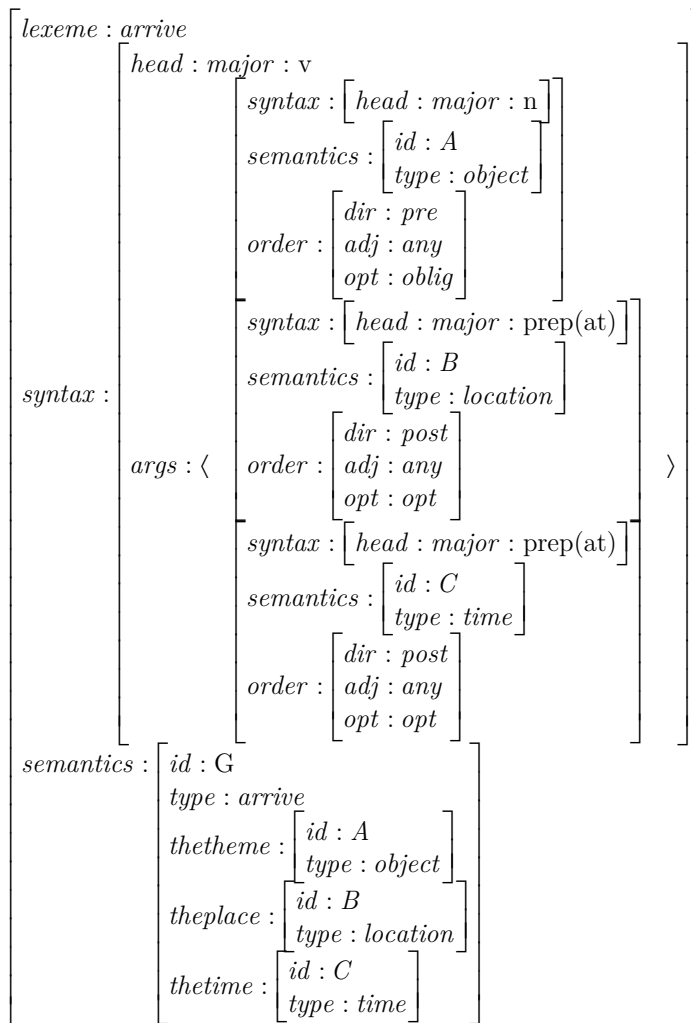 lexeme : arrive
head : major : v
syntax : [head : major : n]
semantics : [id : A
type : object]
order : [dir : pre
adj : any
opt : oblig]
syntax : [head : major : prep(at)]
semantics : [id : B
type : location]
syntax :
args : ⟨ ⟩
order : [dir : post
adj : any
opt : opt]
syntax : [head : major : prep(at)]
semantics : [id : C
type : time]
order : [dir : post
adj : any
opt : opt]
semantics : [id : G
type : arrive
thetheme : [id : A
type : object]
theplace : [id : B
type : location]
thetime : [id : C
type : time]